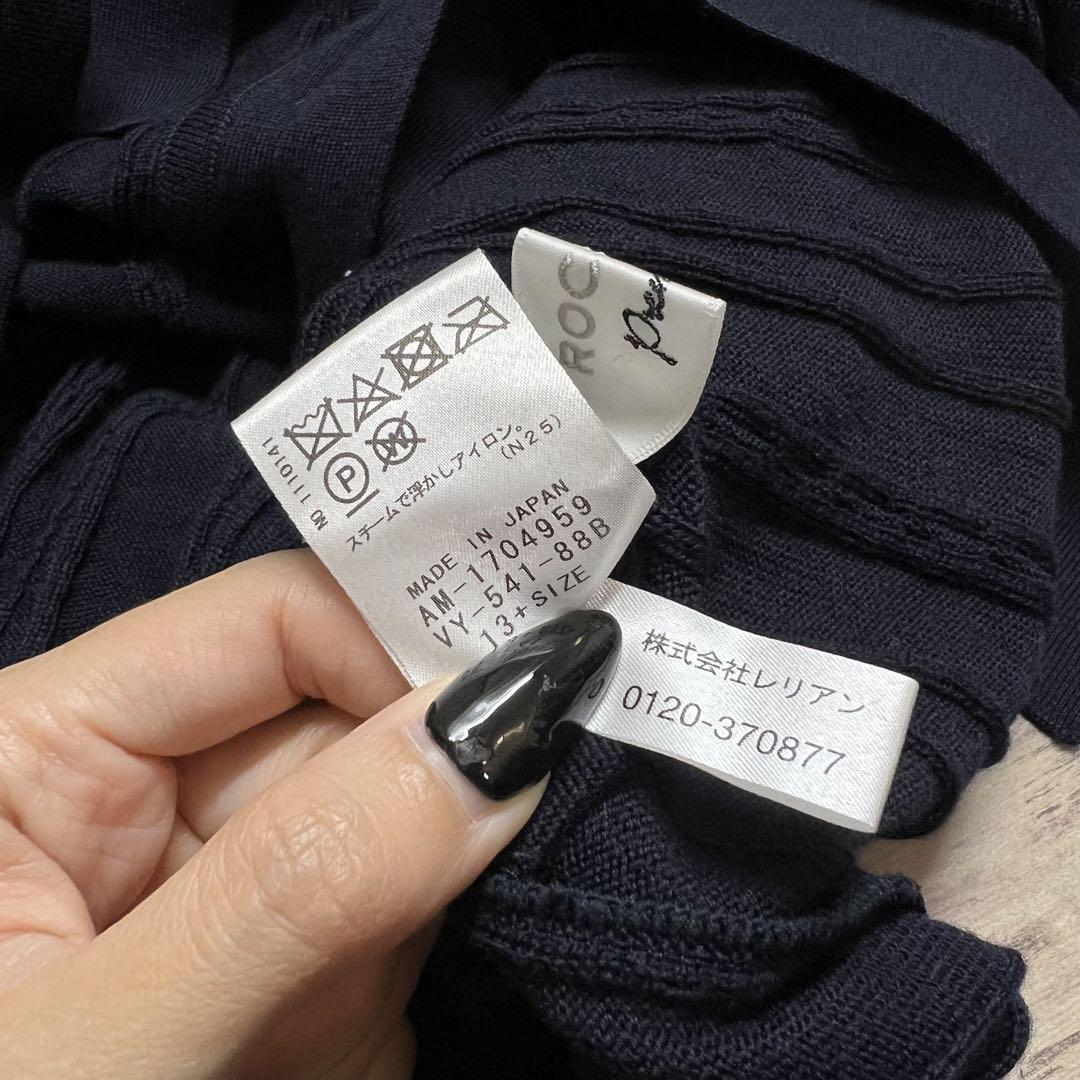 ROC
P
W
スチームで浮かしアイロン。
(N25)
MADE IN JAPAN
AM-1704959
VY-541-88B
13+SIZE
株式会社レリアン
0120-370877